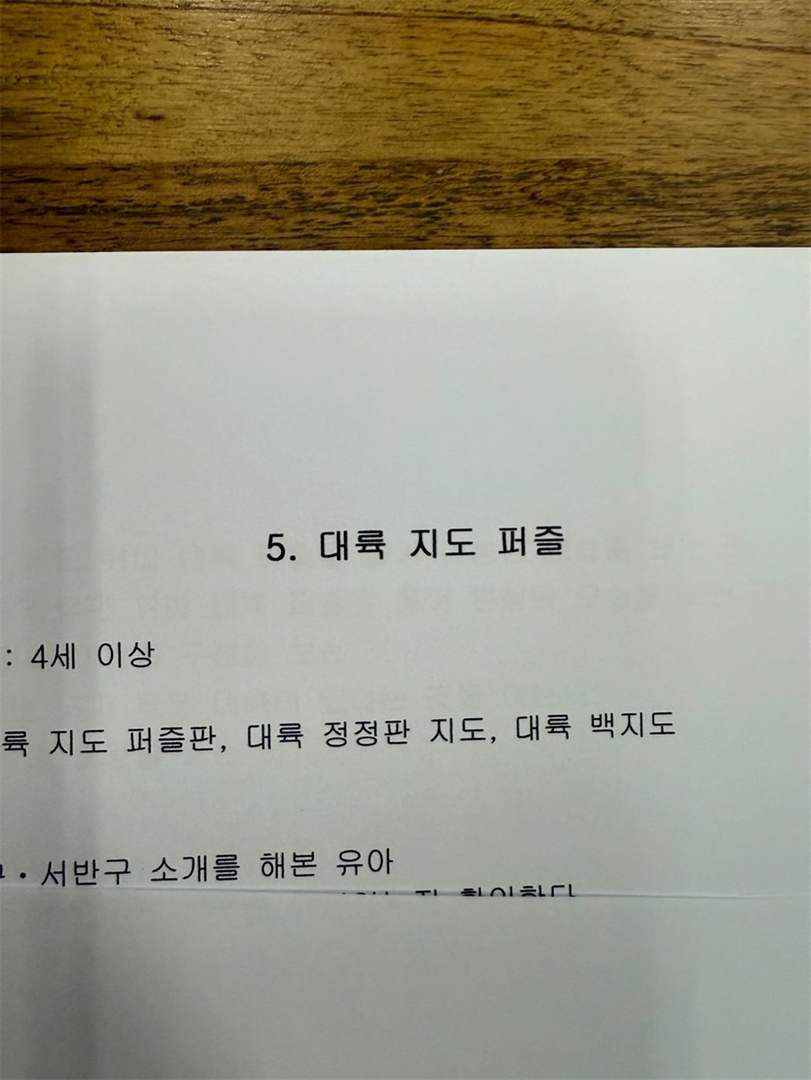 5. 대륙 지도 퍼즐
: 4세 이상
륙 지도 퍼즐판, 대륙 정정판 지도, 대륙 백지도
· 서반구 소개를 해본 유아